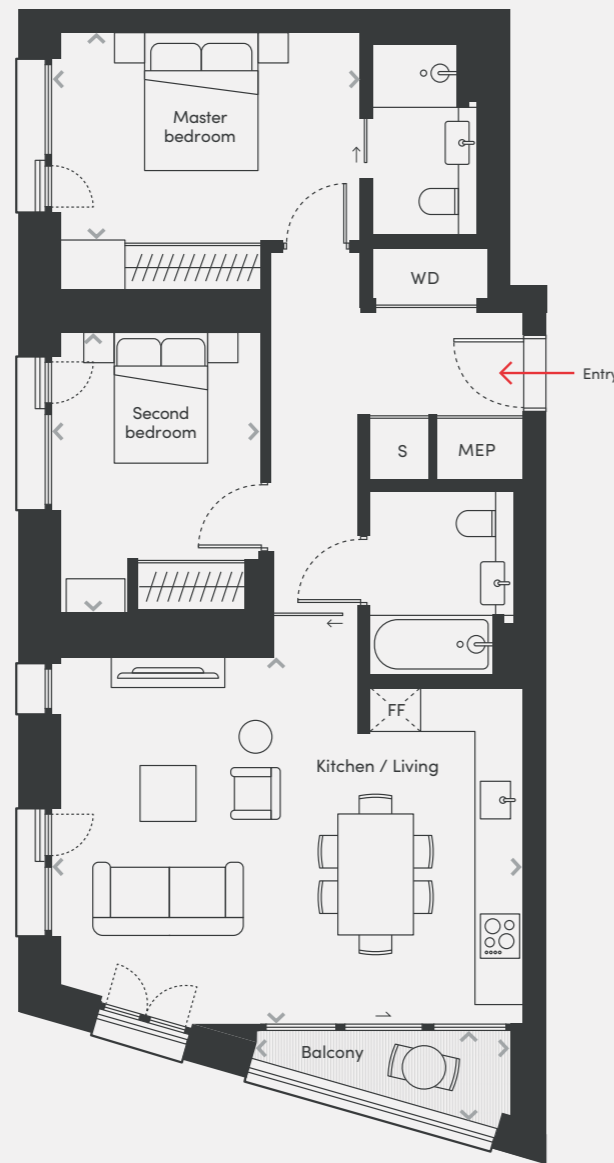 Master
bedroom
WD
Entry
Second
bedroom
S
MEP
FF
Kitchen / Living
Balcony